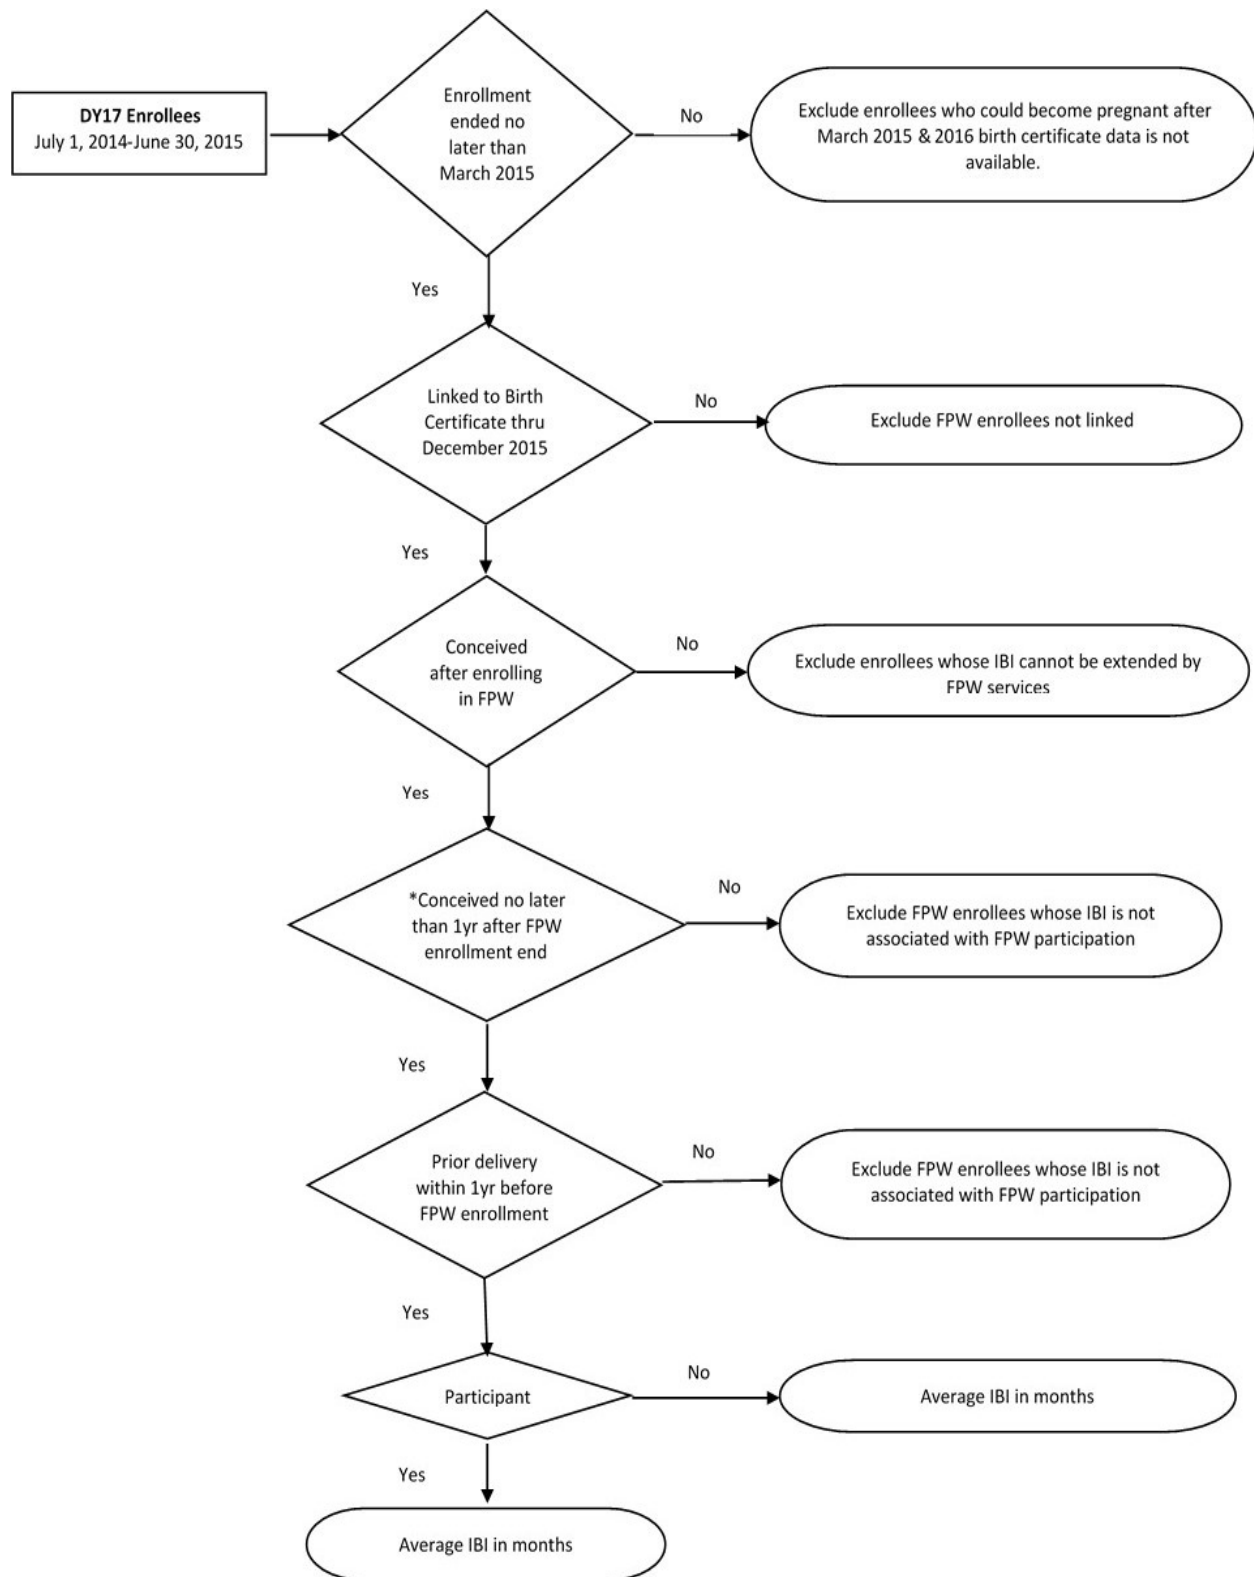 DY17 Enrollees
July 1, 2014-June 30, 2015
Enrollment
ended no
later than
March 2015
No
Exclude enrollees who could become pregnant after
March 2015 & 2016 birth certificate data is not
available.
Yes
Linked to Birth
Certificate thru
December 2015
No
Exclude FPW enrollees not linked
Yes
Conceived
after enrolling
in FPW
No
Exclude enrollees whose IBI cannot be extended by
FPW services
Yes
*Conceived no later
than 1yr after FPW
enrollment end
No
Exclude FPW enrollees whose IBI is not
associated with FPW participation
Yes
Prior delivery
within 1yr before
FPW enrollment
No
Exclude FPW enrollees whose IBI is not
associated with FPW participation
Yes
Participant
No
Average IBI in months
Yes
Average IBI in months